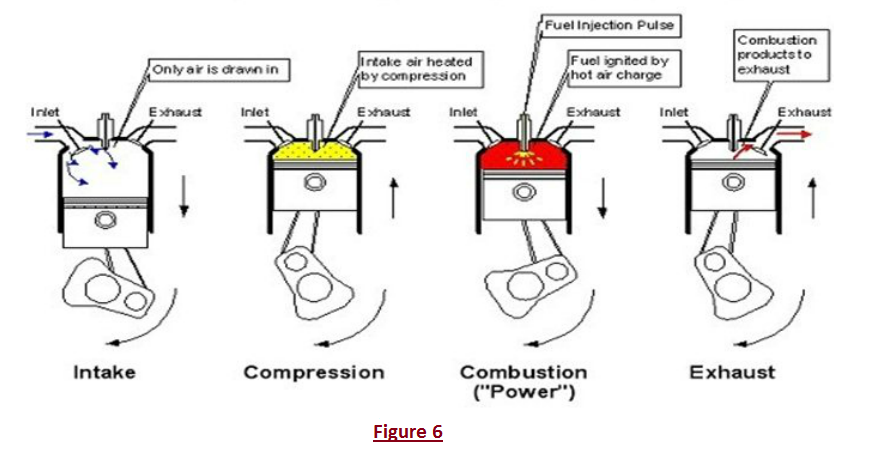 Only air is drawn in
Intake air heated
by compression
Fuel Injection Pulse
Fuel ignited by
hot air charge
Combustion
products to
exhaust
Inlet
Exhaust
Inlet
Exhaust
Inlet
Exhaust
Inlet
Exhaust
Intake
Compression
Combustion
("Power")
Exhaust
Figure 6